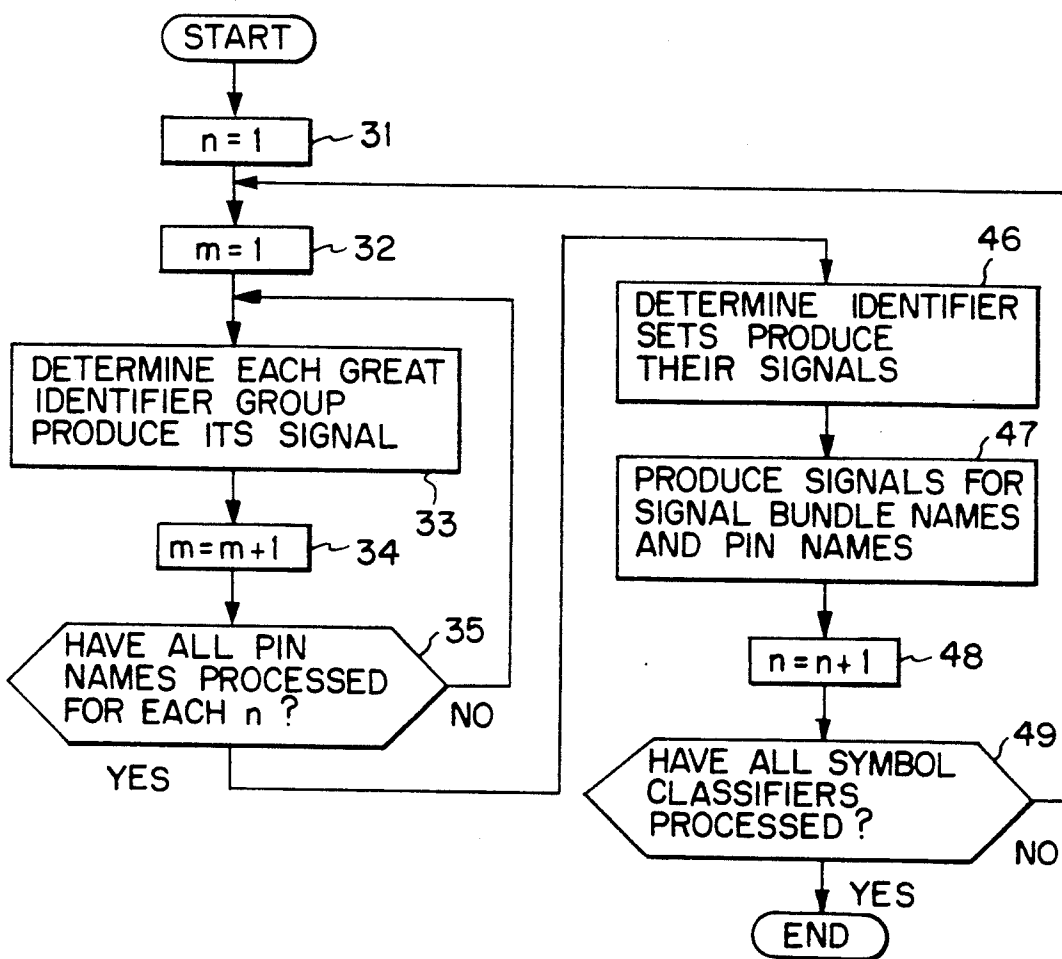 START
n = 1
31
m = 1
32
DETERMINE EACH GREAT
IDENTIFIER GROUP
PRODUCE ITS SIGNAL
33
m = m + 1
34
HAVE ALL PIN
NAMES PROCESSED
FOR EACH n ?
35
NO
YES
DETERMINE IDENTIFIER
SETS PRODUCE
THEIR SIGNALS
46
PRODUCE SIGNALS FOR
SIGNAL BUNDLE NAMES
AND PIN NAMES
47
n = n + 1
48
HAVE ALL SYMBOL
CLASSIFIERS
PROCESSED ?
49
NO
YES
END